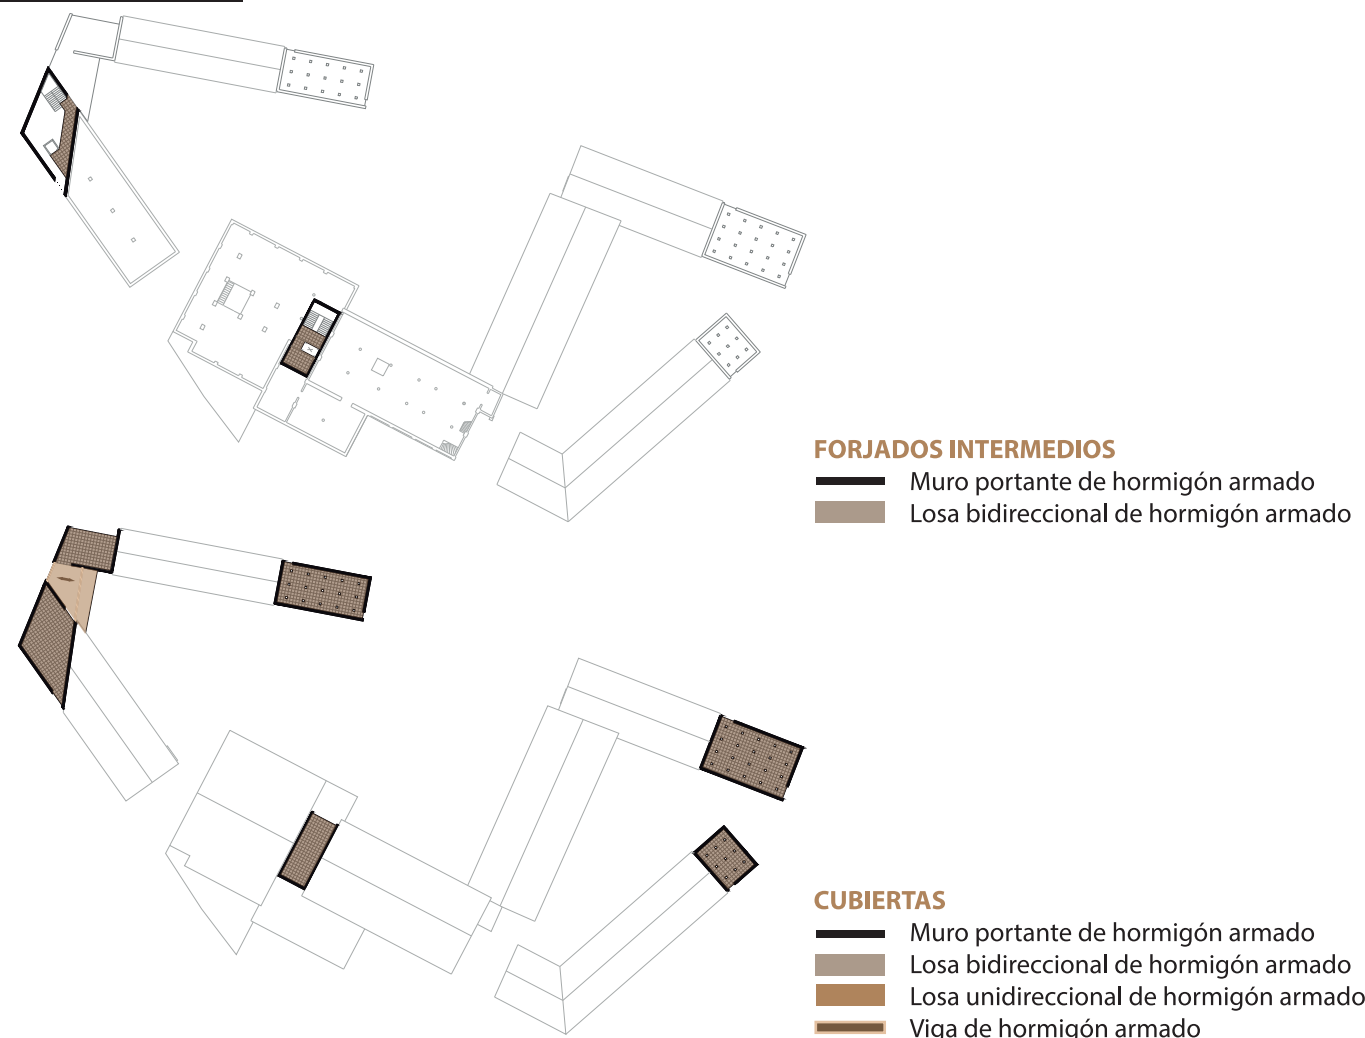 FORJADOS INTERMEDIOS
Muro portante de hormigón armado
Losa bidireccional de hormigón armado
CUBIERTAS
Muro portante de hormigón armado
Losa bidireccional de hormigón armado
Losa unidireccional de hormigón armado
Viga de hormigón armado